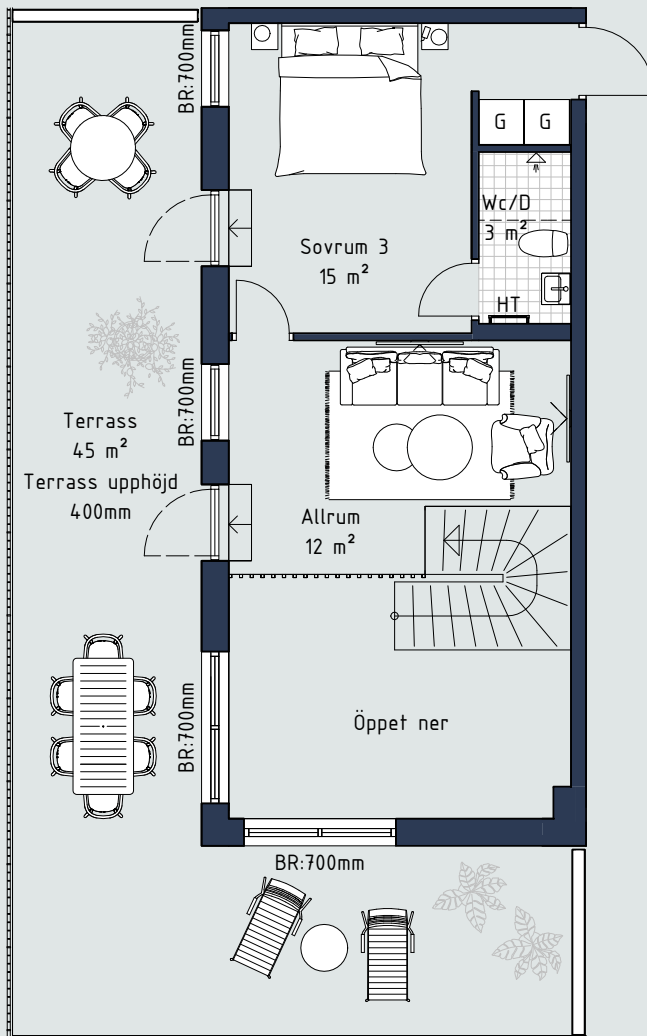 BR:700mm
G G
Wc/D
3 m²
Sovrum 3
15 m²
HT
BR:700mm
Terrass
45 m²
Terrass upphöjd
400mm
Allrum
12 m²
BR:700mm
Öppet ner
BR:700mm